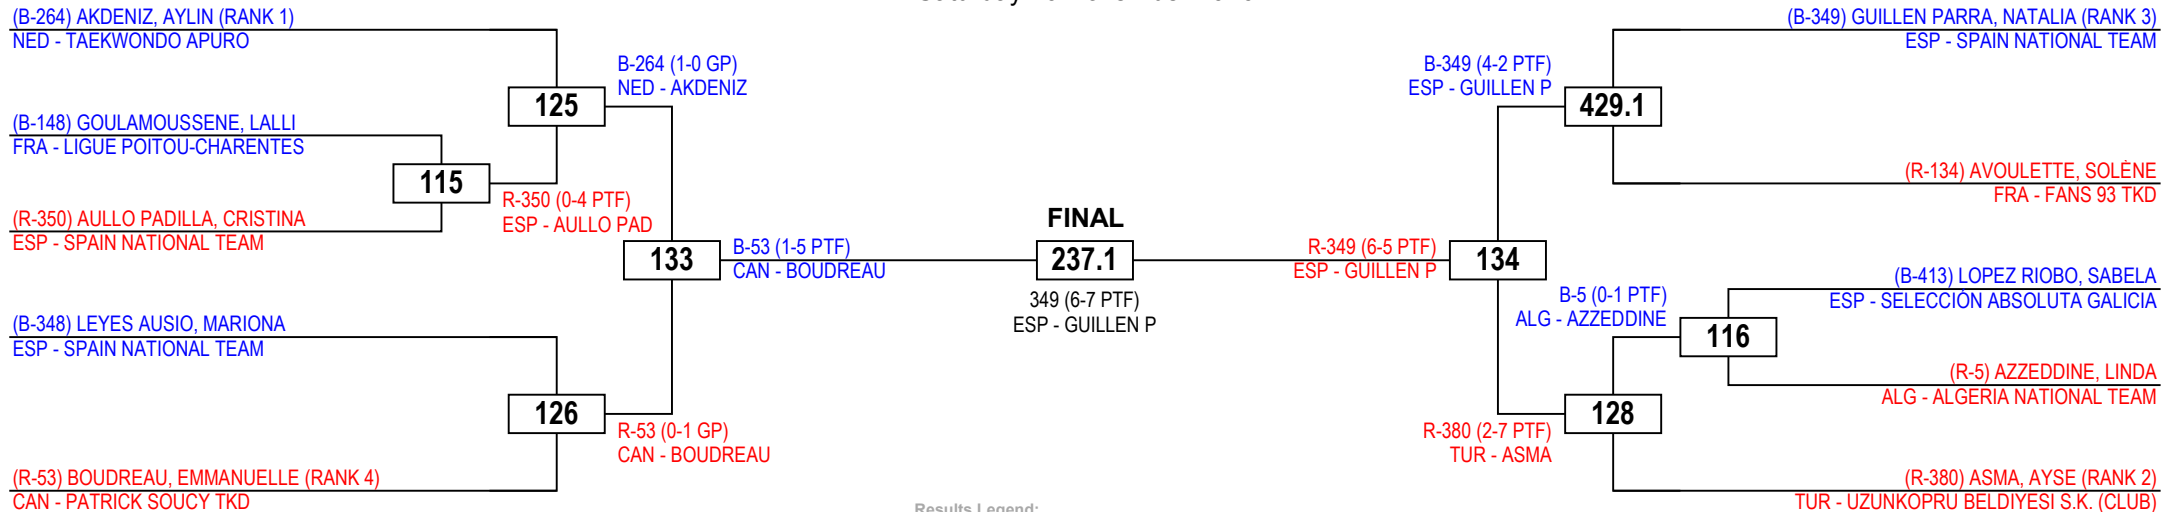 (B-264) AKDENIZ, AYLIN (RANK 1)
NED - TAEKWONDO APURO
B-264 (1-0 GP)
NED - AKDENIZ
125
(B-148) GOULAMOUSSENE, LALLI
FRA - LIGUE POITOU-CHARENTES
115
R-350 (0-4 PTF)
ESP - AULLO PAD
(R-350) AULLO PADILLA, CRISTINA
ESP - SPAIN NATIONAL TEAM
133
B-53 (1-5 PTF)
CAN - BOUDREAU
(B-348) LEYES AUSIO, MARIONA
ESP - SPAIN NATIONAL TEAM
126
R-53 (0-1 GP)
CAN - BOUDREAU
(R-53) BOUDREAU, EMMANUELLE (RANK 4)
CAN - PATRICK SOUCY TKD
FINAL
237.1
349 (6-7 PTF)
ESP - GUILLEN P
(B-349) GUILLEN PARRA, NATALIA (RANK 3)
ESP - SPAIN NATIONAL TEAM
B-349 (4-2 PTF)
ESP - GUILLEN P
429.1
(R-134) AVOULETTE, SOLÈNE
FRA - FANS 93 TKD
R-349 (6-5 PTF)
ESP - GUILLEN P
134
(B-413) LOPEZ RIOBO, SABELA
ESP - SELECCIÓN ABSOLUTA GALICIA
B-5 (0-1 PTF)
ALG - AZZEDDINE
116
(R-5) AZZEDDINE, LINDA
ALG - ALGERIA NATIONAL TEAM
128
R-380 (2-7 PTF)
TUR - ASMA
(R-380) ASMA, AYSE (RANK 2)
TUR - UZUNKOPRU BELDIYESI S.K. (CLUB)
Results Legend: